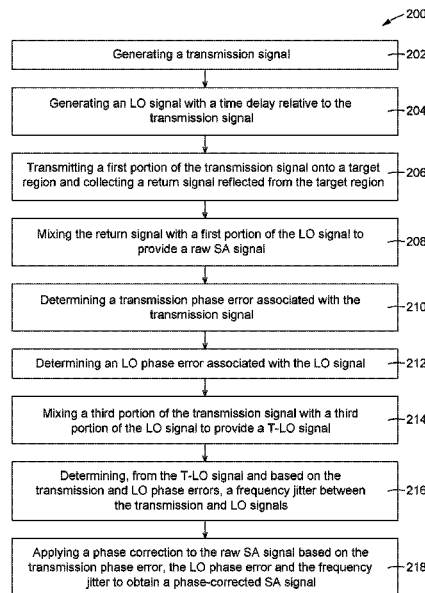 200
Generating a transmission signal
202
Generating an LO signal with a time delay relative to the
transmission signal
204
Transmitting a first portion of the transmission signal onto a target
region and collecting a return signal reflected from the target region
206
Mixing the return signal with a first portion of the LO signal to
provide a raw SA signal
208
Determining a transmission phase error associated with the
transmission signal
210
Determining an LO phase error associated with the LO signal
212
Mixing a third portion of the transmission signal with a third
portion of the LO signal to provide a T-LO signal
214
Determining, from the T-LO signal and based on the
transmission and LO phase errors, a frequency jitter between
the transmission and LO signals
216
Applying a phase correction to the raw SA signal based on the
transmission phase error, the LO phase error and the frequency
jitter to obtain a phase-corrected SA signal
218